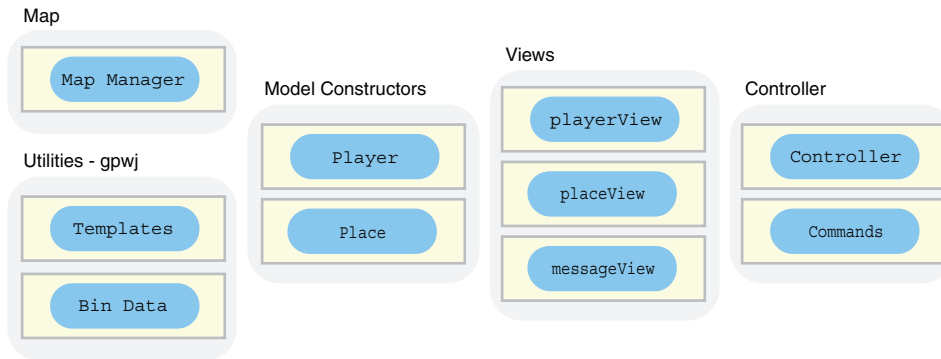 Map
Map Manager
Utilities - gpwj
Templates
Bin Data
Model Constructors
Player
Place
Views
playerView
placeView
messageView
Controller
Controller
Commands